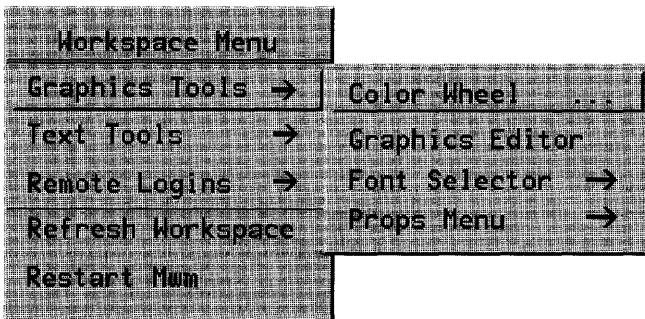 Workspace Menu
Graphics Tools →
Text Tools →
Remote Logins →
Refresh Workspace
Restart Mwm
Color Wheel ...
Graphics Editor
Font Selector →
Props Menu →